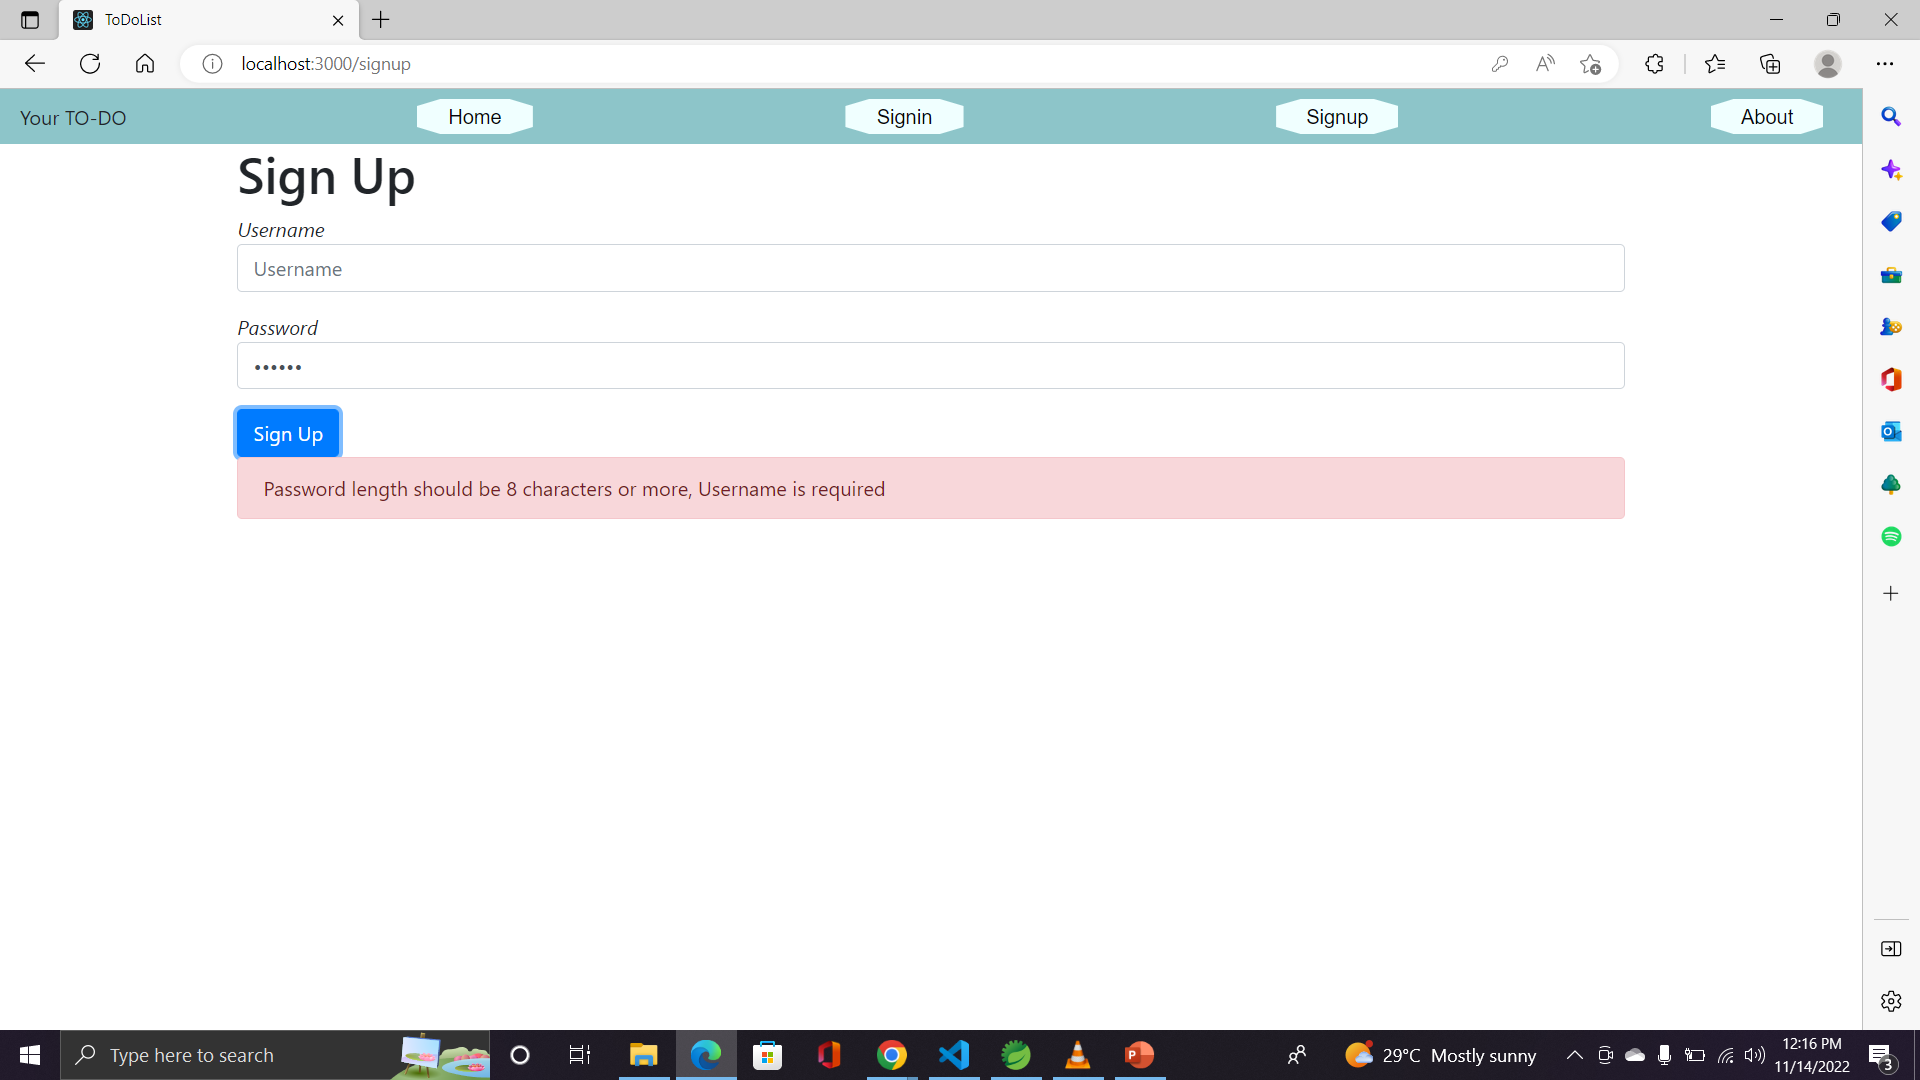 ToDoList
localhost:3000/signup
Your TO-DO
Home
Signin
Signup
About
Sign Up
Username
Username
Password
••••••
Sign Up
Password length should be 8 characters or more, Username is required
Type here to search
29°C Mostly sunny
12:16 PM
11/14/2022
3